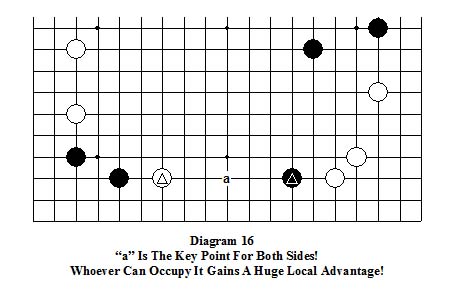 a
Diagram 16
“a” Is The Key Point For Both Sides!
Whoever Can Occupy It Gains A Huge Local Advantage!